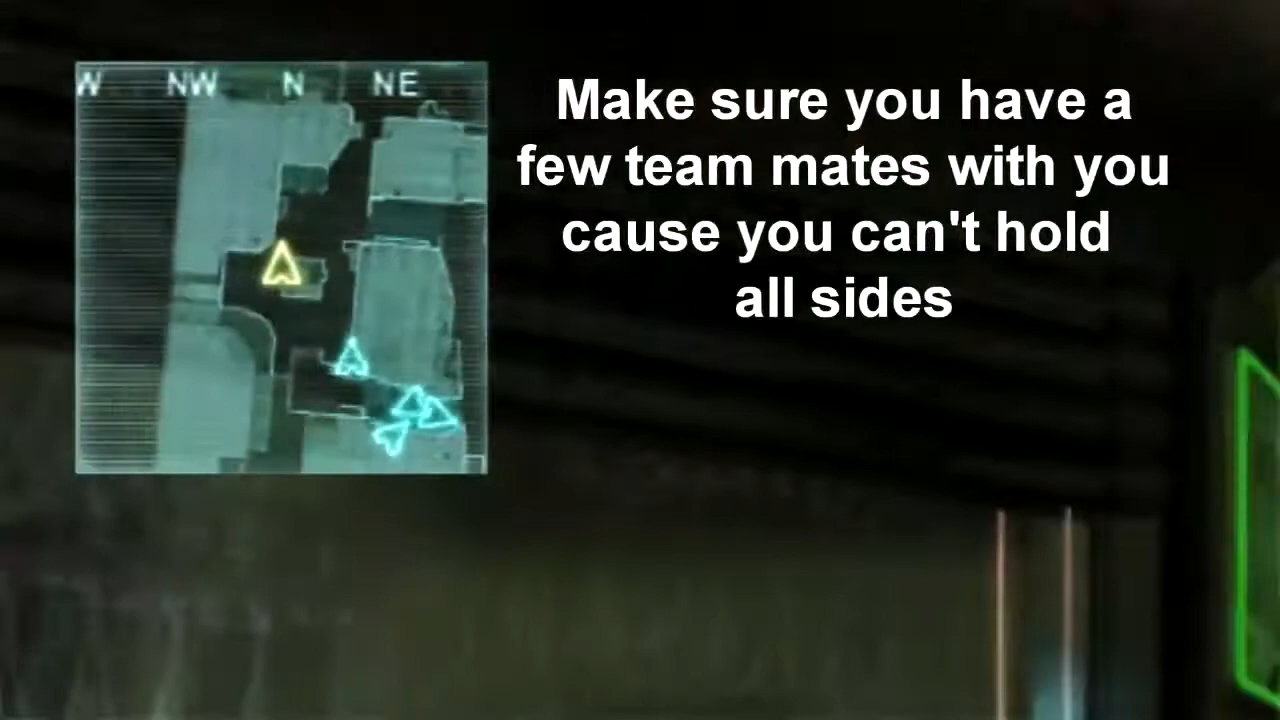 W NW N NE
Make sure you have a
few team mates with you
cause you can't hold
all sides